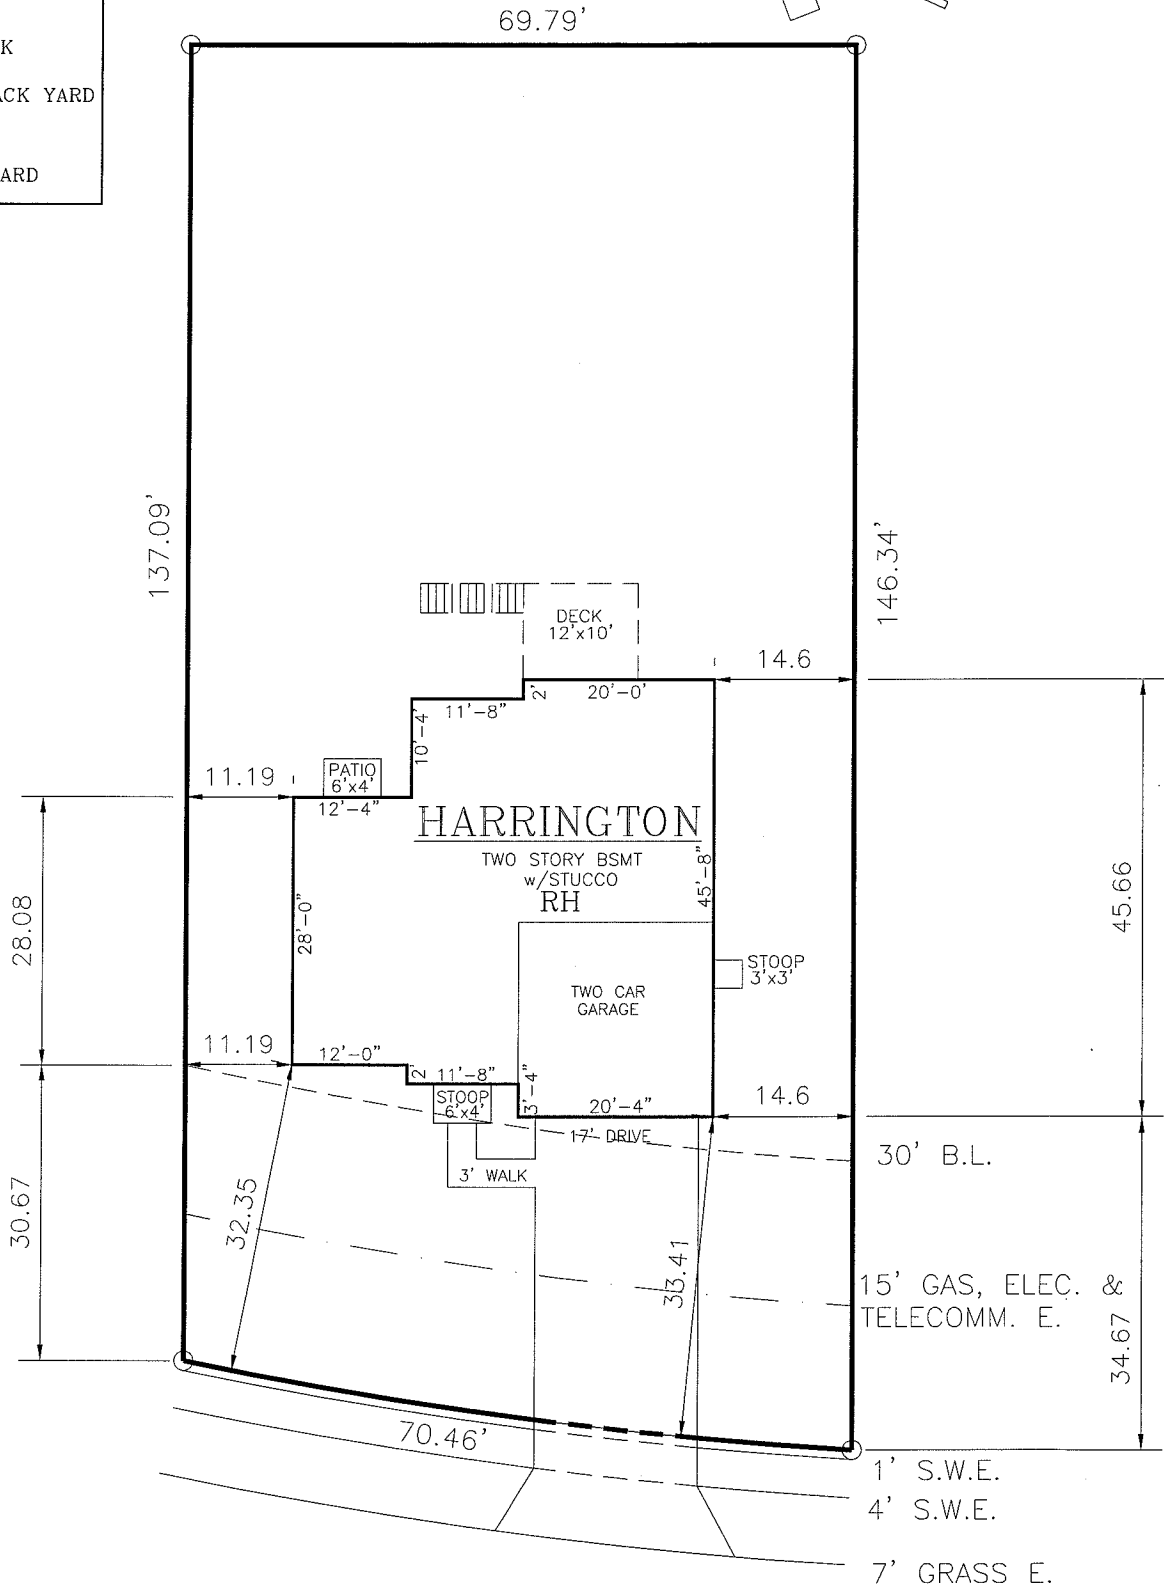 69.79'
K
ACK YARD
ARD
137.09'
146.34'
DECK
12'x10'
14.6
11'-8"
2'
20'-0'
10'-4'
PATIO
6'x4'
11.19
12'-4"
HARRINGTON
TWO STORY BSMT
w/STUCCO
RH
45'-8"
45.66
28.08
28'-0"
STOOP
3'x3'
TWO CAR
GARAGE
11.19
12'-0"
2'
11'-8"
3'-4"
STOOP
6'x4'
20'-4"
14.6
17' DRIVE
30' B.L.
3' WALK
30.67
32.35
33.41
15' GAS, ELEC. &
TELECOMM. E.
34.67
70.46'
1' S.W.E.
4' S.W.E.
7' GRASS E.